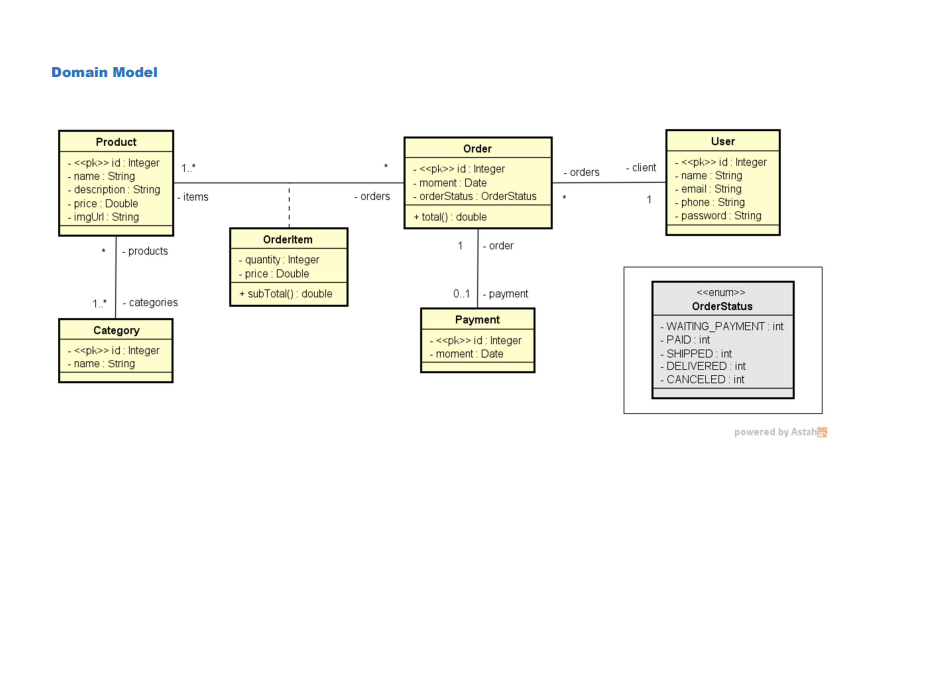 Domain Model
Product
- <<pk>> id : Integer
- name : String
- description : String
- price : Double
- imgUrl : String
1..*
- items
*
- orders
Order
- <<pk>> id : Integer
- moment : Date
- orderStatus : OrderStatus
+ total() : double
- orders
*
- client
1
User
- <<pk>> id : Integer
- name : String
- email : String
- phone : String
- password : String
OrderItem
- quantity : Integer
- price : Double
+ subTotal() : double
* - products
1..* - categories
Category
- <<pk>> id : Integer
- name : String
1 - order
0..1 - payment
Payment
- <<pk>> id : Integer
- moment : Date
<<enum>>
OrderStatus
- WAITING_PAYMENT : int
- PAID : int
- SHIPPED : int
- DELIVERED : int
- CANCELED : int
powered by Astah